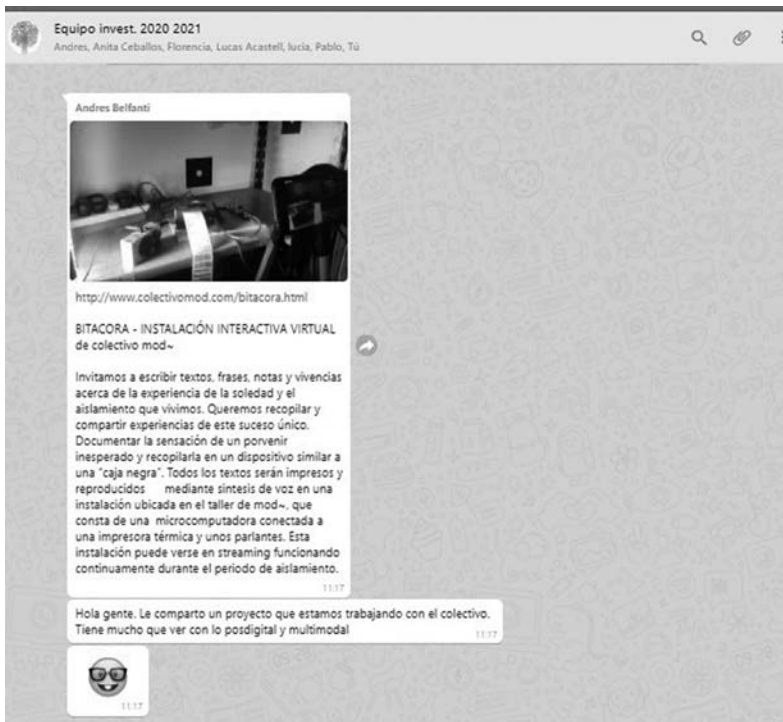 Equipo invest. 2020 2021
Andres, Anita Ceballos, Florencia, Lucas Acastell, lucia, Pablo, Tú
Andres Belfanti
http://www.colectivomod.com/bitacora.html
BITACORA - INSTALACIÓN INTERACTIVA VIRTUAL
de colectivo mod~
Invitamos a escribir textos, frases, notas y vivencias
acerca de la experiencia de la soledad y el
aislamiento que vivimos. Queremos recopilar y
compartir experiencias de este suceso único.
Documentar la sensación de un porvenir
inesperado y recopilarla en un dispositivo similar a
una "caja negra". Todos los textos serán impresos y
reproducidos mediante sintesis de voz en una
instalación ubicada en el taller de mod~, que
consta de una microcomputadora conectada a
una impresora térmica y unos parlantes. Esta
instalación puede verse en streaming funcionando
continuamente durante el periodo de aislamiento.
11:17
Hola gente. Le comparto un proyecto que estamos trabajando con el colectivo.
Tiene mucho que ver con lo posdigital y multimodal
11:17
11:17